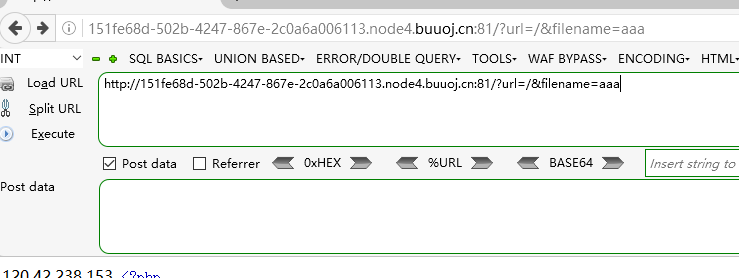 151fe68d-502b-4247-867e-2c0a6a006113.node4.buuoj.cn:81/?url=/&filename=aaa
INT SQL BASICS UNION BASED ERROR/DOUBLE QUERY TOOLS WAF BYPASS ENCODING HTML
Load URL http://151fe68d-502b-4247-867e-2c0a6a006113.node4.buuoj.cn:81/?url=/&filename=aaa
Split URL
Execute
Post data Referrer 0xHEX %URL BASE64 Insert string to
Post data
120.42.238.153 <?php